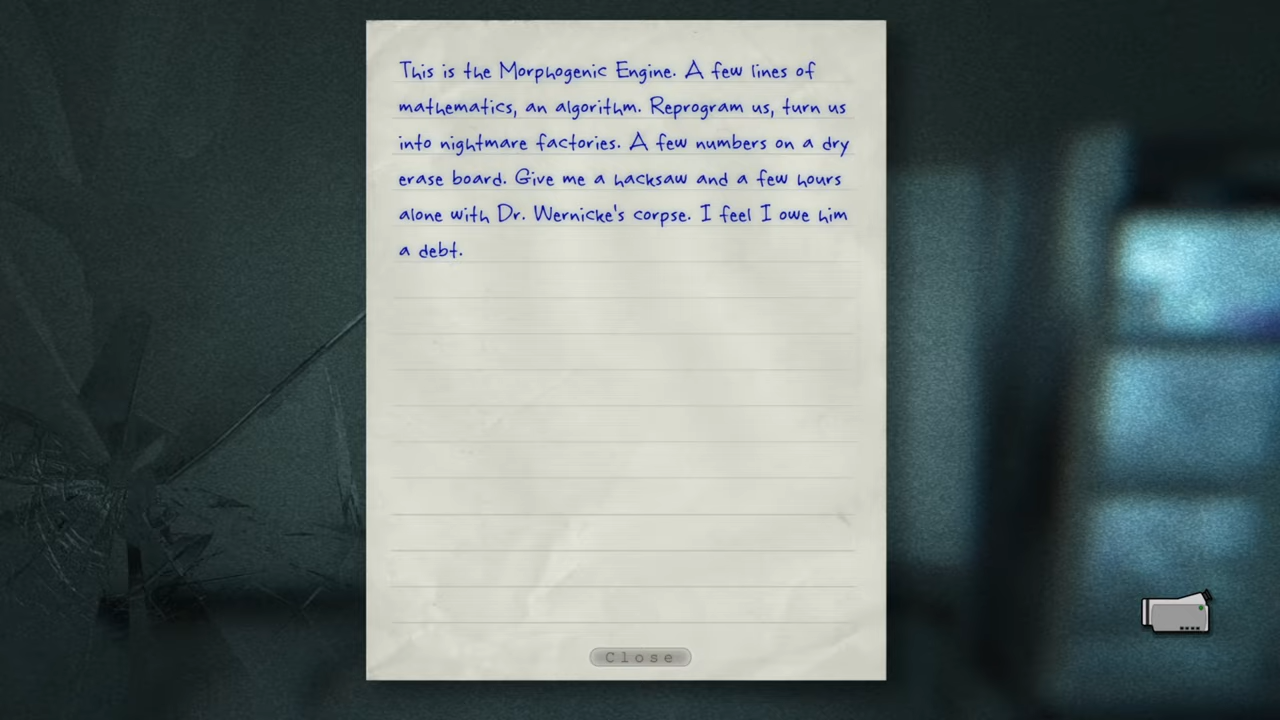 This is the Morphogenic Engine. A few lines of
mathematics, an algorithm. Reprogram us, turn us
into nightmare factories. A few numbers on a dry
erase board. Give me a hacksaw and a few hours
alone with Dr. Wernicke's corpse. I feel I owe him
a debt.
Close